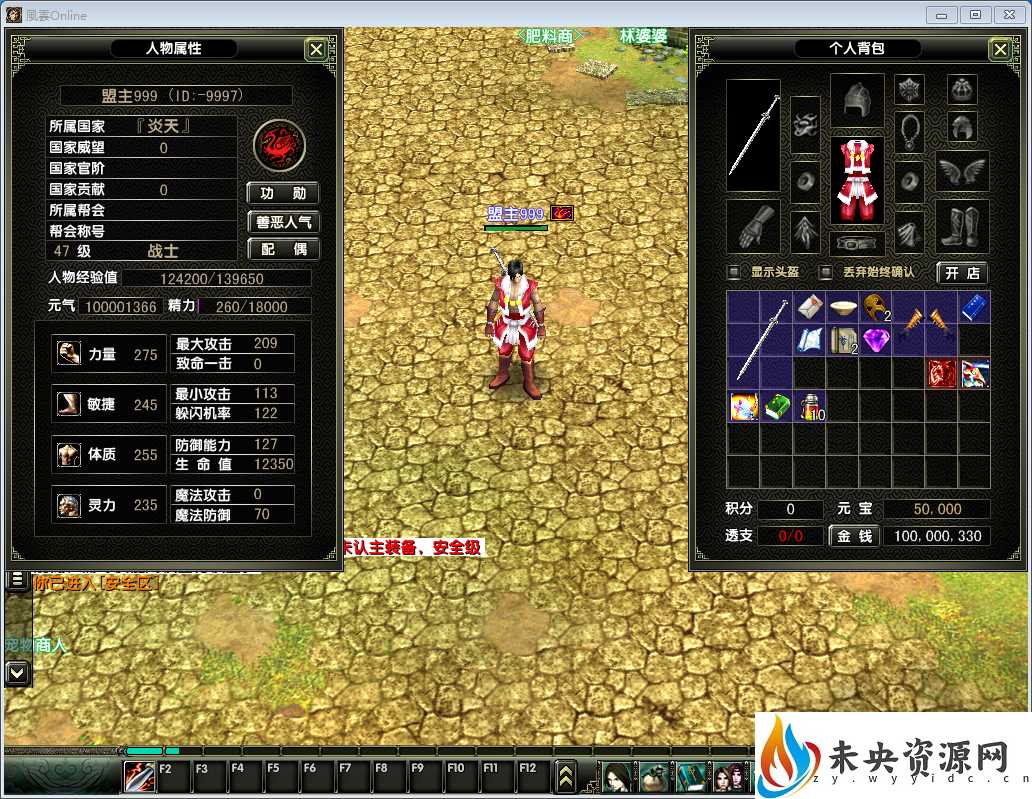 風雲Online
人物属性
盟主999 (ID:-9997)
所属国家 『炎天』
国家威望 0
国家官阶
国家贡献 0
所属帮会
帮会称号
47 级 战士
功 勋
善恶人气
配 偶
人物经验值 124200/139650
元气 100001366 精力 260/18000
力量 275
最大攻击 209
致命一击 0
敏捷 245
最小攻击 113
躲闪机率 122
体质 255
防御能力 127
生 命 值 12350
灵力 235
魔法攻击 0
魔法防御 70
<肥料商>
林婆婆
盟主999
未认主装备、安全级
你已进入 [安全区]
宠物商人
个人背包
显示头盔 丢弃始终确认 开 店
2
2
10
积分 0 元 宝 50,000
透支 0/0 金 钱 100,000,330
F2 F3 F4 F5 F6 F7 F8 F9 F10 F11 F12
未央资源网
zy.wwyidc.cn